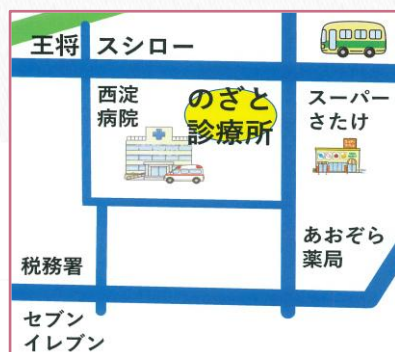 王将
スシロー
西淀
病院
のざと
診療所
スーパー
さたけ
あおぞら
薬局
税務署
セブン
イレブン